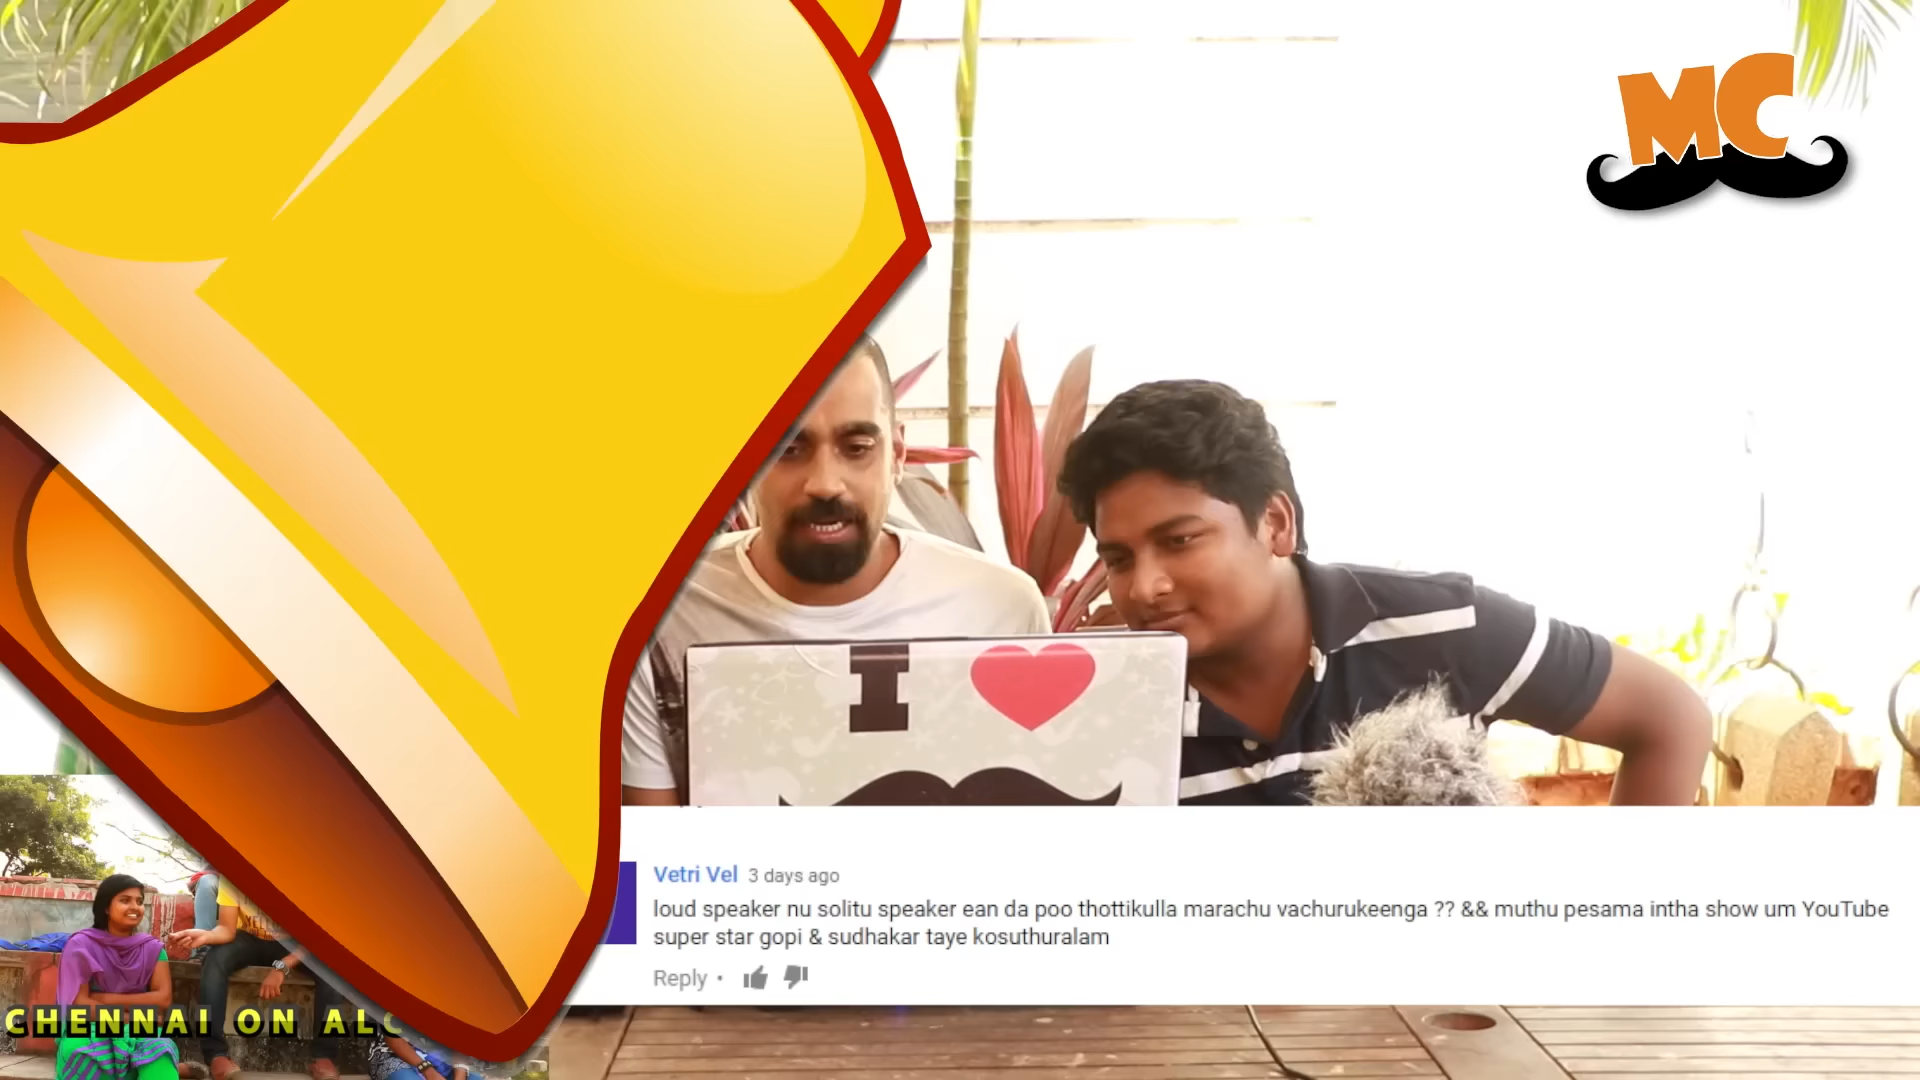 MC
I
Vetri Vel 3 days ago
loud speaker nu solitu speaker ean da poo thottikulla marachu vachurukeenga ?? && muthu pesama intha show um YouTube
super star gopi & sudhakar taye kosuthuralam
Reply •
CHENNAI ON ALC